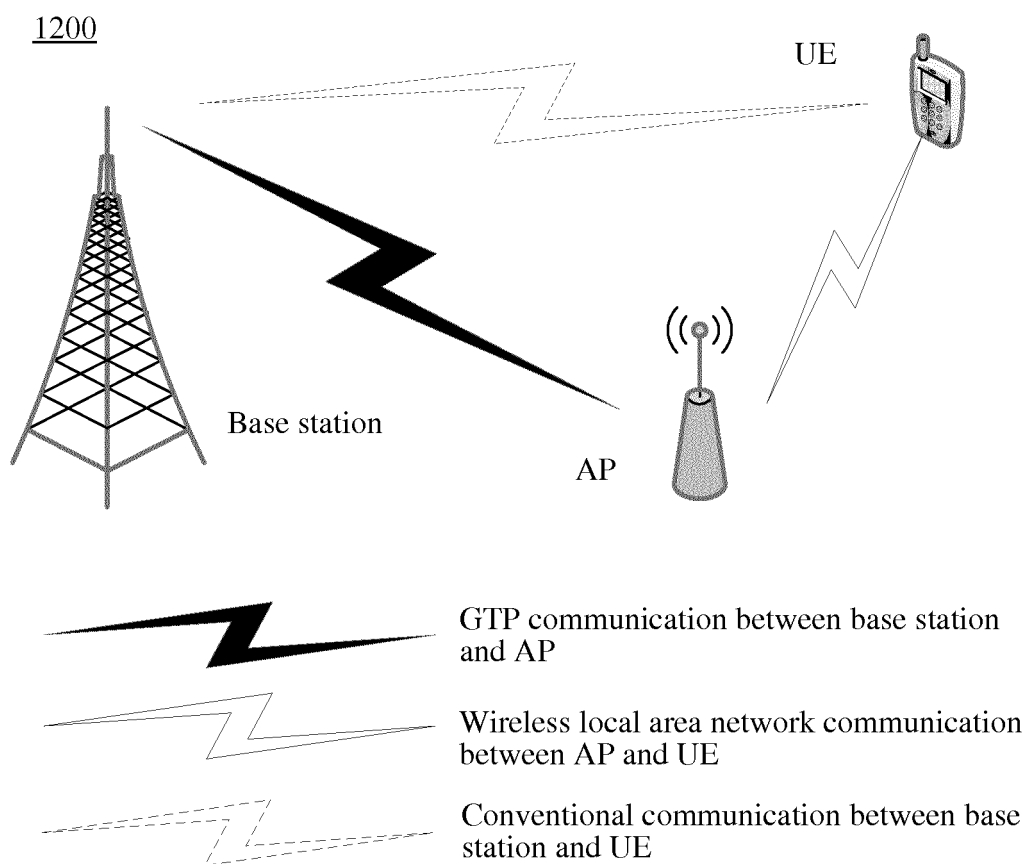 1200
UE
Base station
AP
GTP communication between base station
and AP
Wireless local area network communication
between AP and UE
Conventional communication between base
station and UE